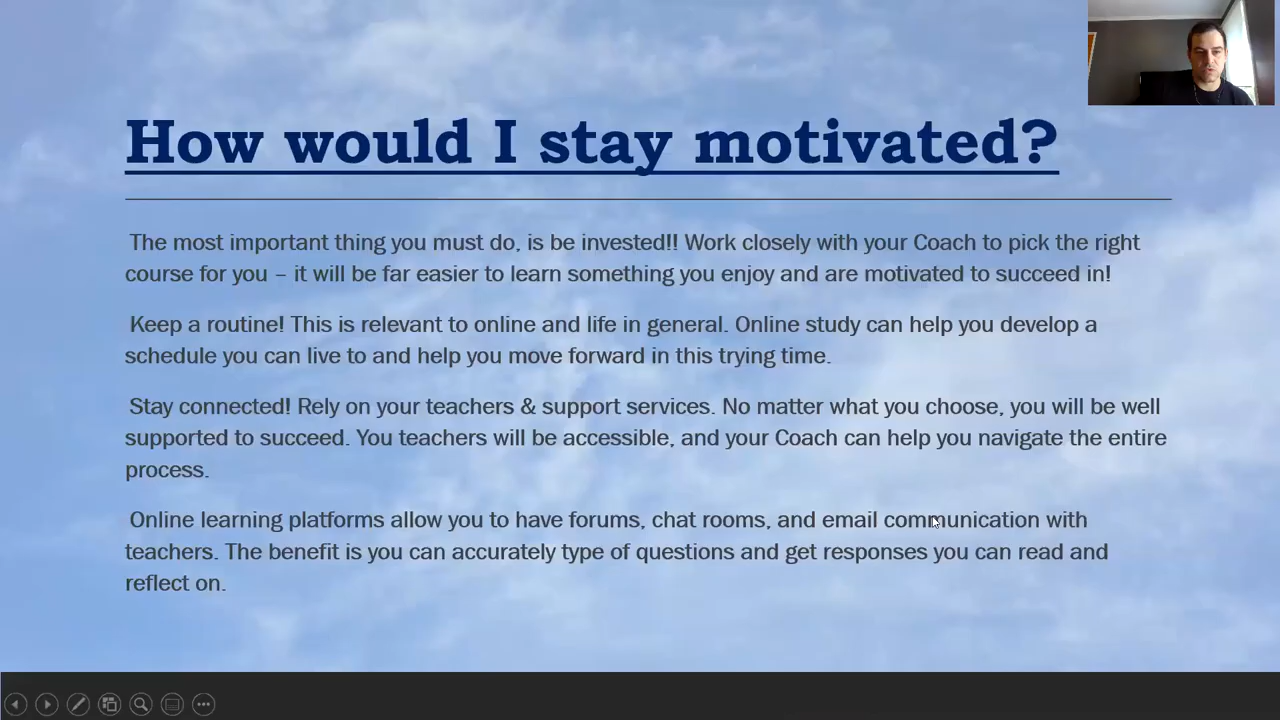 How would I stay motivated?
The most important thing you must do, is be invested!! Work closely with your Coach to pick the right
course for you – it will be far easier to learn something you enjoy and are motivated to succeed in!
Keep a routine! This is relevant to online and life in general. Online study can help you develop a
schedule you can live to and help you move forward in this trying time.
Stay connected! Rely on your teachers & support services. No matter what you choose, you will be well
supported to succeed. You teachers will be accessible, and your Coach can help you navigate the entire
process.
Online learning platforms allow you to have forums, chat rooms, and email communication with
teachers. The benefit is you can accurately type of questions and get responses you can read and
reflect on.